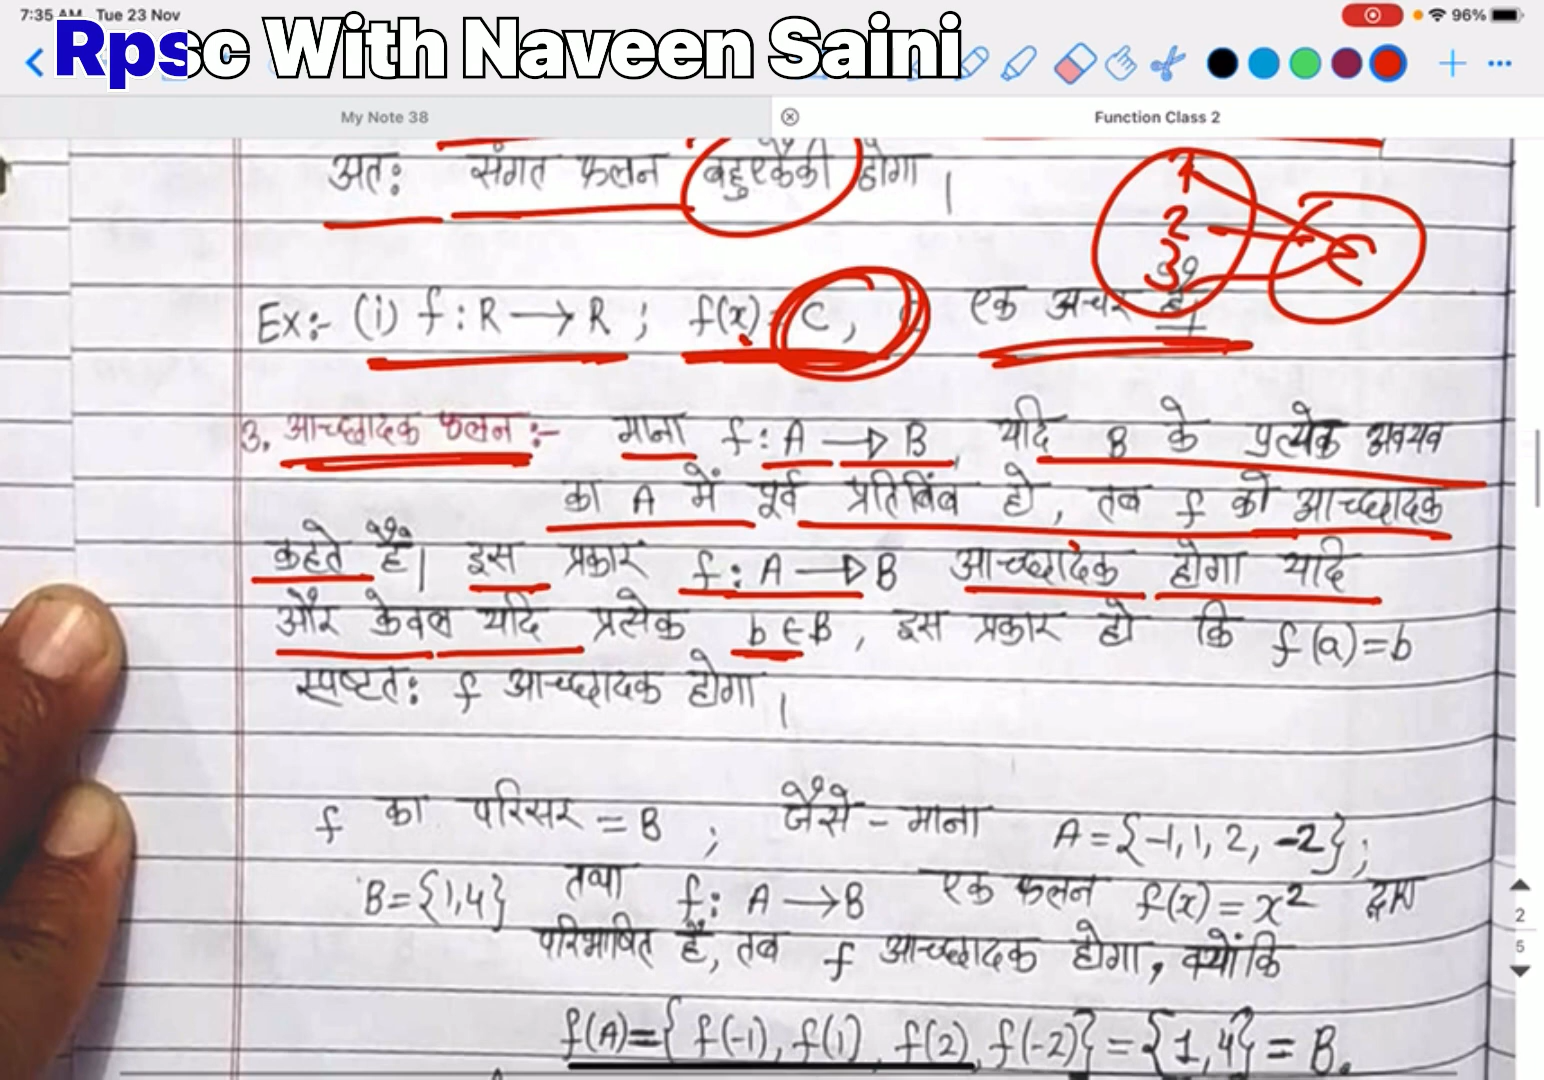 7:35 AM Tue 23 Nov
96%
Rpsc With Naveen Saini
My Note 38
Function Class 2
अतः संगत फलन बहुएकैकी होगा |
1
2
3
C
Ex:- (i) f : R → R ; f(x) = C, C एक अचर है।
3. आच्छादक फलन :- माना f : A → B, यदि B के प्रत्येक अवयव
का A में पूर्व प्रतिबिंब हो, तब f को आच्छादक
कहते हैं| इस प्रकार f : A → B आच्छादक होगा यदि
और केवल यदि प्रत्येक b ∈ B, इस प्रकार हो कि f(a) = b
स्पष्टतः f आच्छादक होगा |
f का परिसर = B ; जैसे - माना A = {-1, 1, 2, -2} ;
B = {1,4} तथा f : A → B एक फलन f(x) = x² द्वारा
परिभाषित है, तब f आच्छादक होगा, क्योंकि
f(A) = { f(-1), f(1), f(2), f(-2)} = {1,4} = B.
2
5